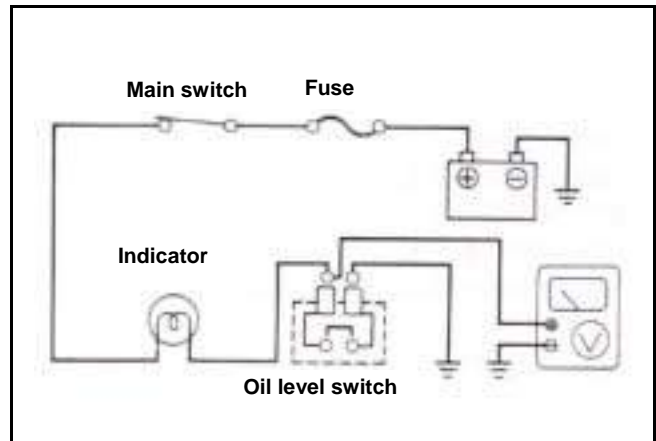 Main switch
Fuse
Indicator
Oil level switch
V